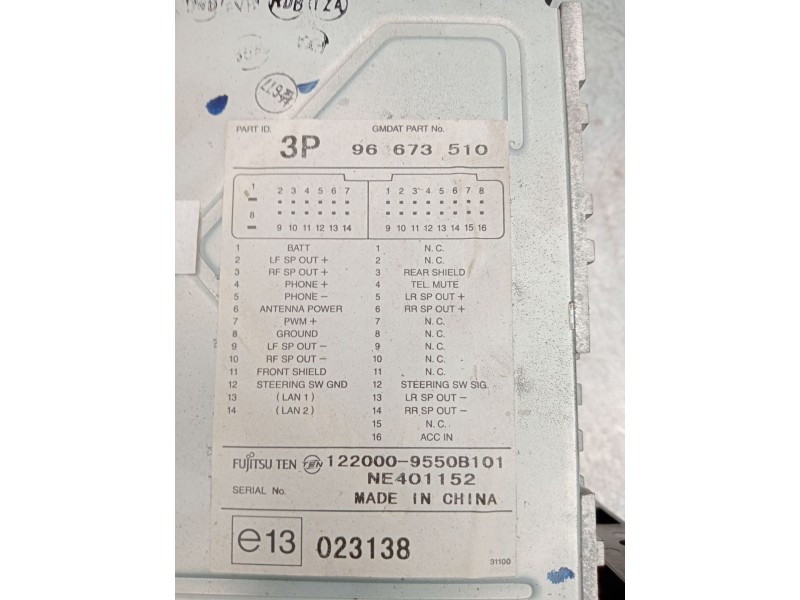 PART ID. GMDAT PART No.
3P 96 673 510
1 2 3 4 5 6 7 1 2 3 4 5 6 7 8
8 9 10 11 12 13 14 9 10 11 12 13 14 15 16
1 BATT 1 N.C.
2 LF SP OUT + 2 N.C.
3 RF SP OUT + 3 REAR SHIELD
4 PHONE + 4 TEL. MUTE
5 PHONE - 5 LR SP OUT +
6 ANTENNA POWER 6 RR SP OUT +
7 PWM + 7 N.C.
8 GROUND 8 N.C.
9 LF SP OUT - 9 N.C.
10 RF SP OUT - 10 N.C.
11 FRONT SHIELD 11 N.C.
12 STEERING SW GND 12 STEERING SW SIG.
13 (LAN 1) 13 LR SP OUT -
14 (LAN 2) 14 RR SP OUT -
15 N.C.
16 ACC IN
FUJITSU TEN TEN 122000-9550B101
NE401152
SERIAL No. MADE IN CHINA
e13 023138
31100